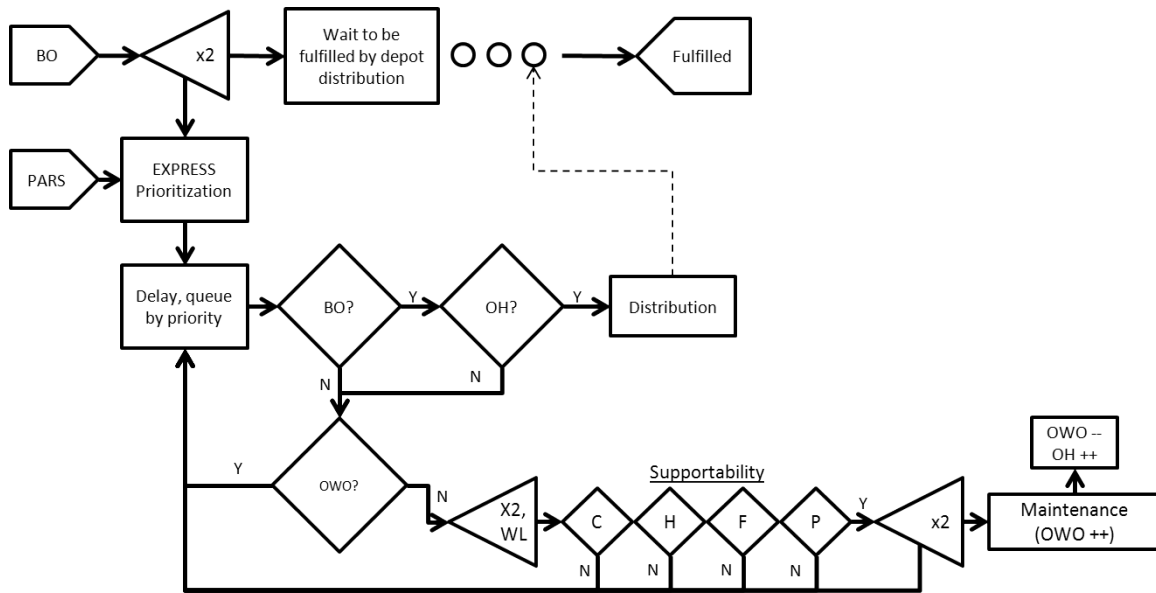 BO
x2
Wait to be
fulfilled by depot
distribution
Fulfilled
PARS
EXPRESS
Prioritization
Delay, queue
by priority
BO?
Y
OH?
Y
Distribution
N
N
OWO?
Y
N
X2,
WL
Supportability
C
H
F
P
N
N
N
N
Y
x2
OWO --
OH ++
Maintenance
(OWO ++)